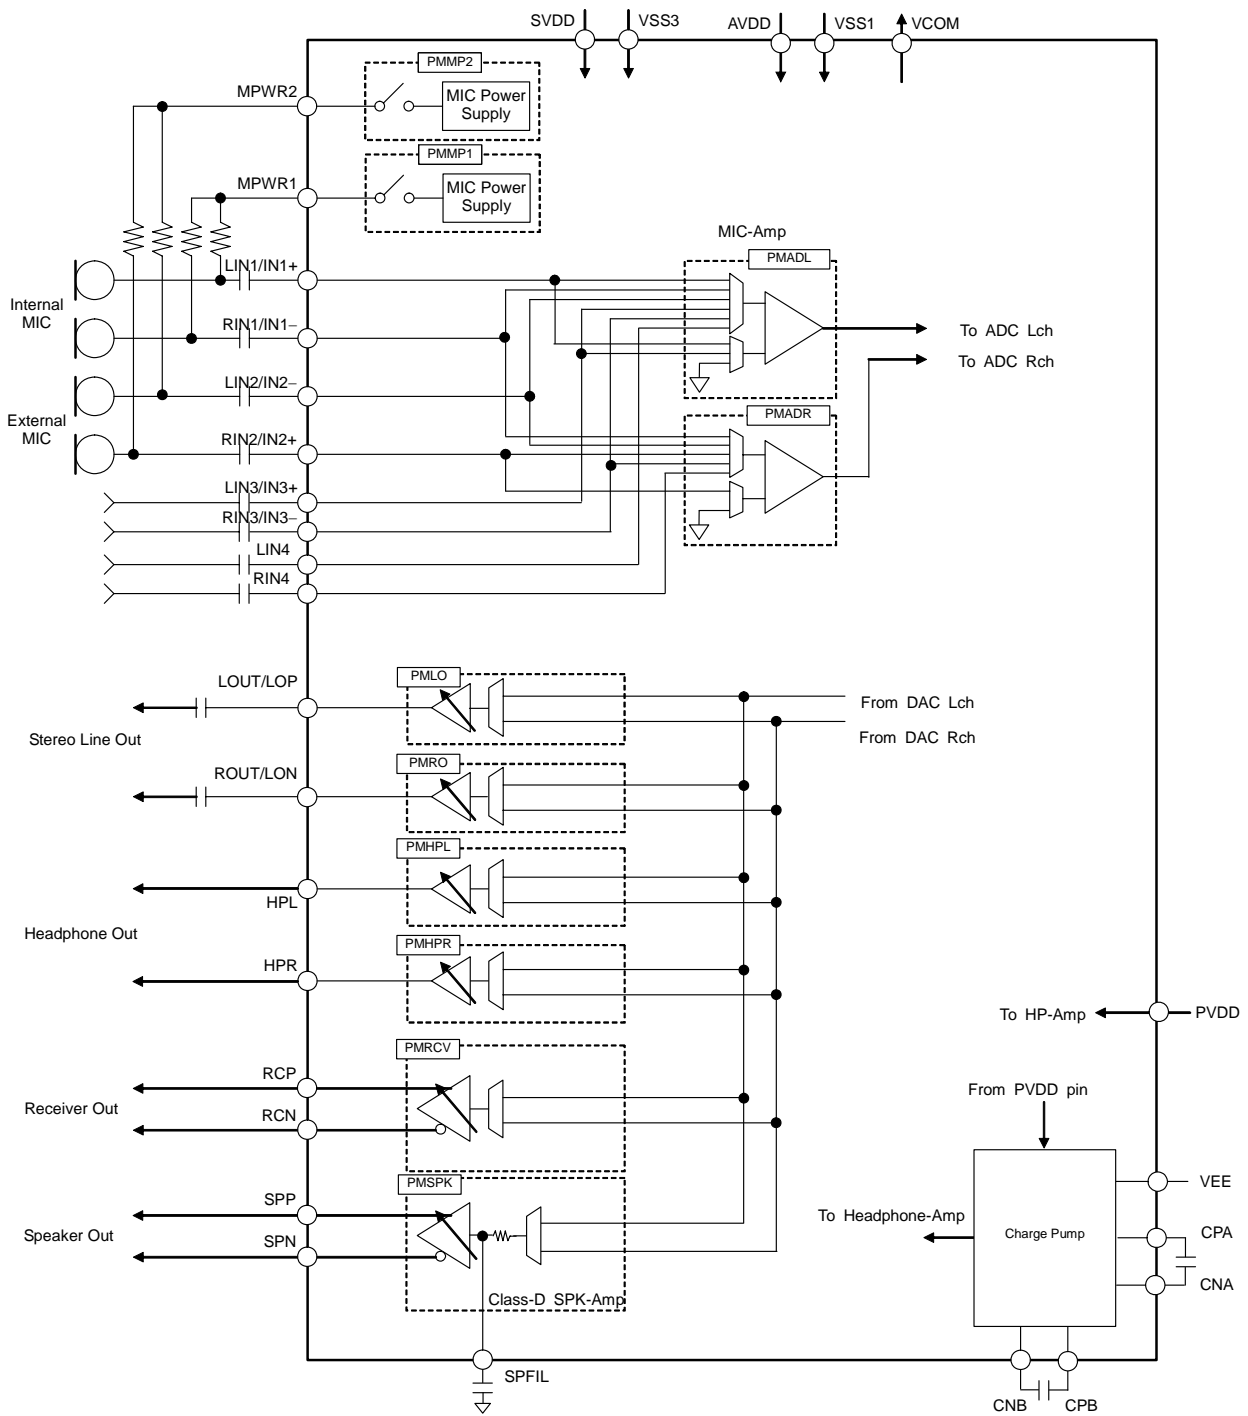 SVDD
VSS3
AVDD
VSS1
VCOM
PMMP2
MPWR2
MIC Power
Supply
PMMP1
MPWR1
MIC Power
Supply
MIC-Amp
PMADL
LIN1/IN1+
Internal
MIC
RIN1/IN1−
To ADC Lch
To ADC Rch
LIN2/IN2−
External
MIC
PMADR
RIN2/IN2+
LIN3/IN3+
RIN3/IN3−
LIN4
RIN4
LOUT/LOP
PMLO
From DAC Lch
Stereo Line Out
From DAC Rch
ROUT/LON
PMRO
PMHPL
HPL
Headphone Out
PMHPR
HPR
To HP-Amp
PVDD
PMRCV
RCP
From PVDD pin
Receiver Out
RCN
PMSPK
VEE
SPP
To Headphone-Amp
Speaker Out
SPN
Charge Pump
CPA
CNA
Class-D SPK-Amp
SPFIL
CNB
CPB